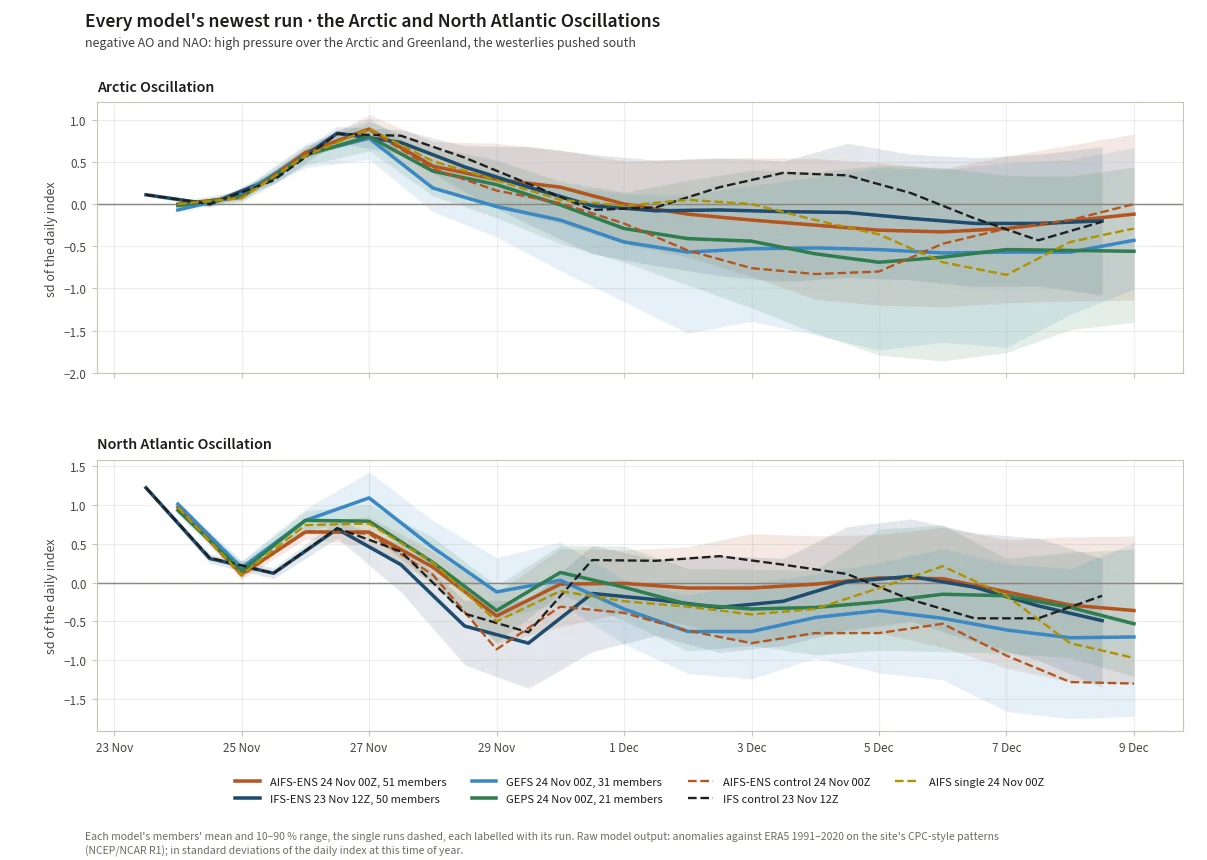 Every model's newest run · the Arctic and North Atlantic Oscillations
negative AO and NAO: high pressure over the Arctic and Greenland, the westerlies pushed south
Arctic Oscillation
sd of the daily index
1.0
0.5
0.0
−0.5
−1.0
−1.5
−2.0
North Atlantic Oscillation
sd of the daily index
1.5
1.0
0.5
0.0
−0.5
−1.0
−1.5
23 Nov 25 Nov 27 Nov 29 Nov 1 Dec 3 Dec 5 Dec 7 Dec 9 Dec
AIFS-ENS 24 Nov 00Z, 51 members GEFS 24 Nov 00Z, 31 members AIFS-ENS control 24 Nov 00Z AIFS single 24 Nov 00Z
IFS-ENS 23 Nov 12Z, 50 members GEPS 24 Nov 00Z, 21 members IFS control 23 Nov 12Z
Each model's members' mean and 10–90 % range, the single runs dashed, each labelled with its run. Raw model output: anomalies against ERA5 1991–2020 on the site's CPC-style patterns
(NCEP/NCAR R1); in standard deviations of the daily index at this time of year.